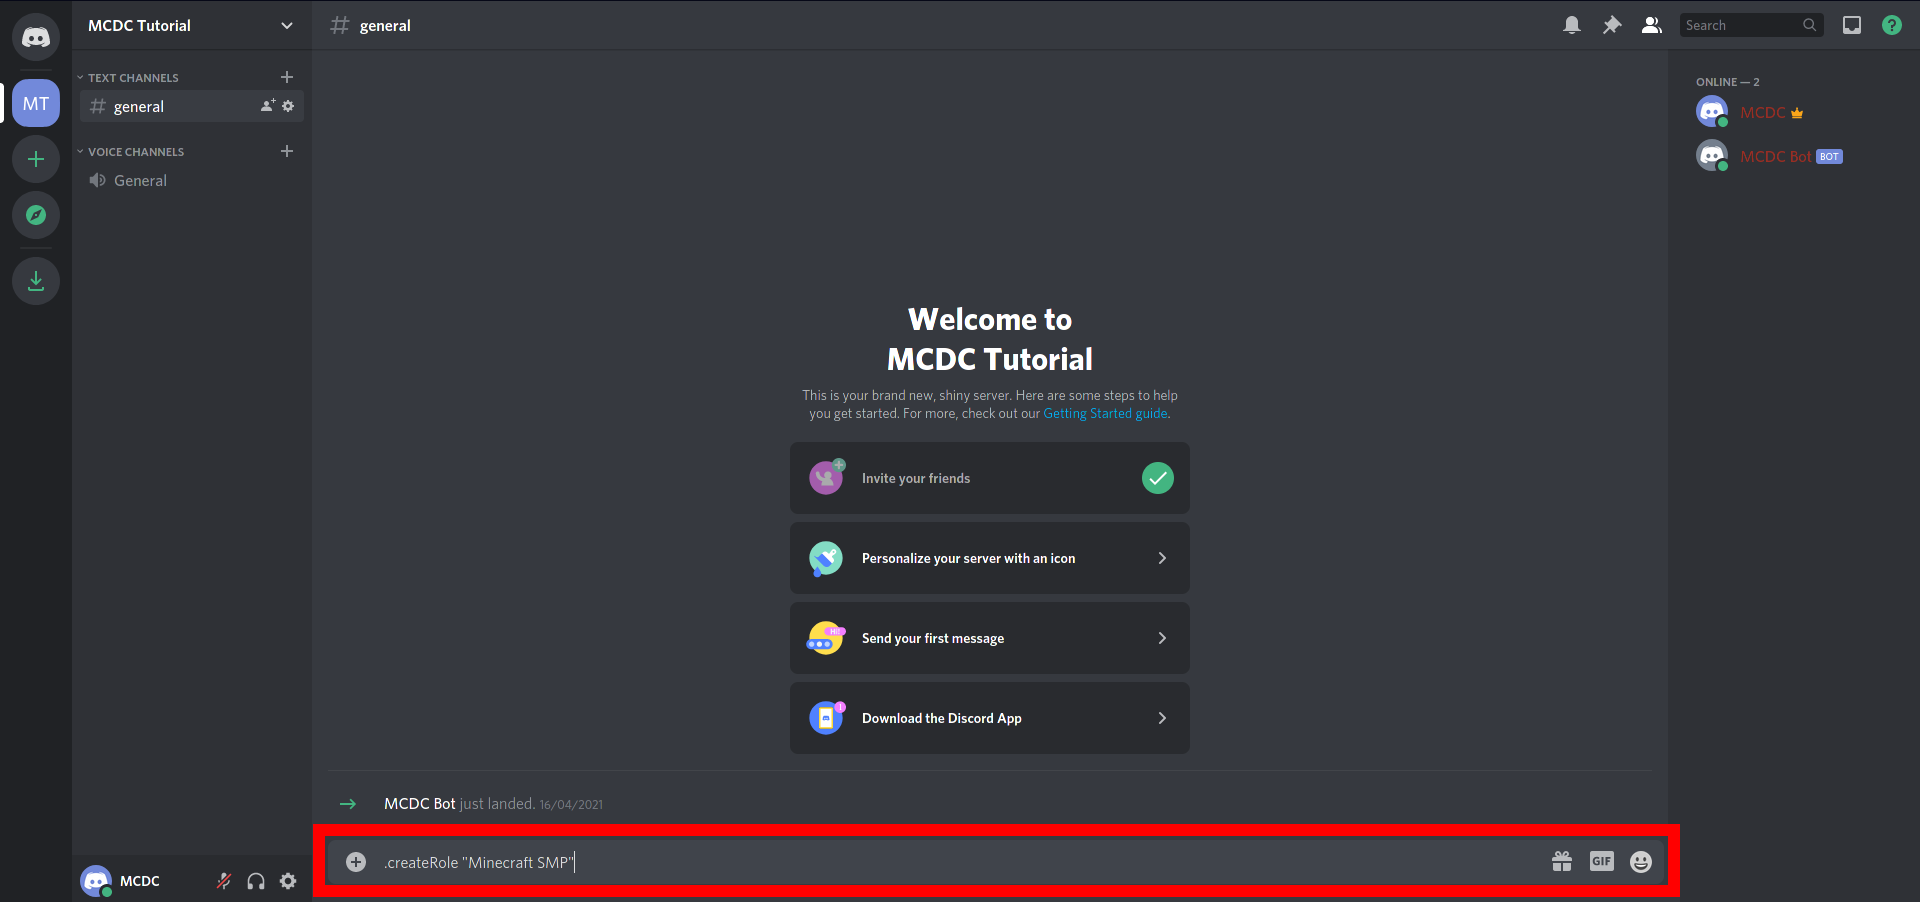 MCDC Tutorial
general
Search
MT
TEXT CHANNELS
general
VOICE CHANNELS
General
ONLINE — 2
MCDC
MCDC Bot BOT
Welcome to
MCDC Tutorial
This is your brand new, shiny server. Here are some steps to help
you get started. For more, check out our Getting Started guide.
Invite your friends
Personalize your server with an icon
Hi!
Send your first message
1
Download the Discord App
MCDC Bot just landed. 16/04/2021
.createRole "Minecraft SMP"
GIF
MCDC